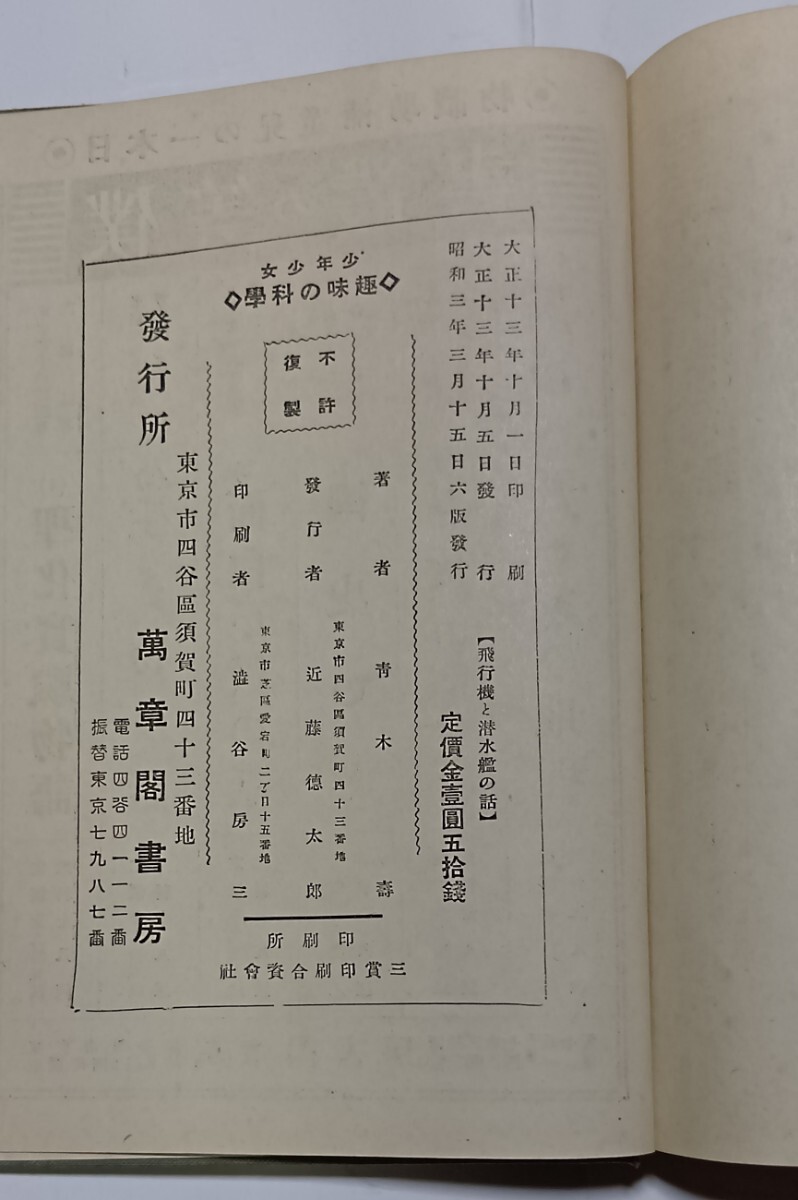 大正十三年十月一日印刷
大正十三年十月五日發行
昭和三年三月十五日六版發行
【飛行機と潜水艦の話】
定價金壹圓五拾錢
少年少女
◇趣味の科學◇
不許
復製
著者 靑木壽
東京市四谷區須賀町四十三番地
發行者 近藤德太郎
東京市芝區愛宕町二丁目十五番地
印刷者 澁谷房三
印刷所
三賞印刷合資會社
發行所
東京市四谷區須賀町四十三番地
萬章閣書房
電話四谷四一一二番
振替東京七九八七番